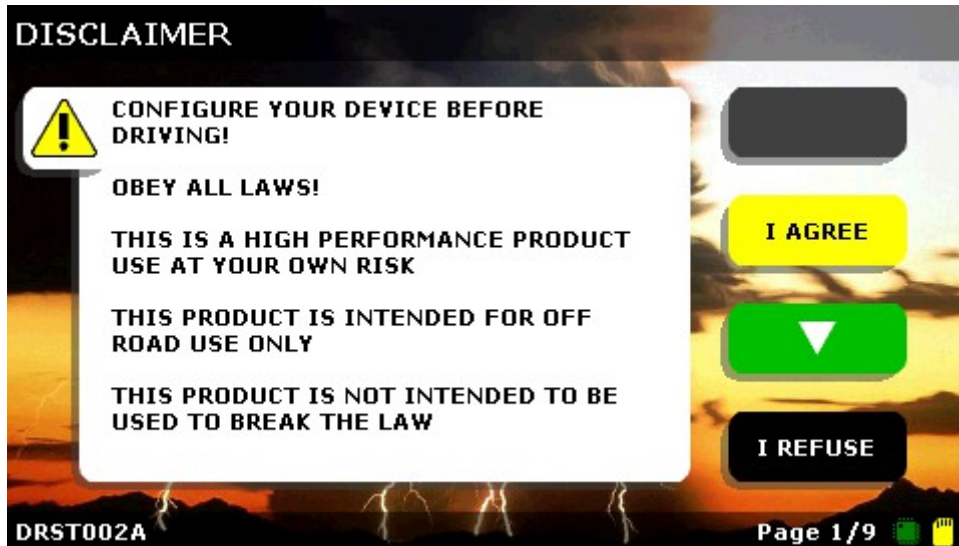 DISCLAIMER
CONFIGURE YOUR DEVICE BEFORE
DRIVING!
OBEY ALL LAWS!
THIS IS A HIGH PERFORMANCE PRODUCT
USE AT YOUR OWN RISK
THIS PRODUCT IS INTENDED FOR OFF
ROAD USE ONLY
THIS PRODUCT IS NOT INTENDED TO BE
USED TO BREAK THE LAW
I AGREE
I REFUSE
DRST002A
Page 1/9